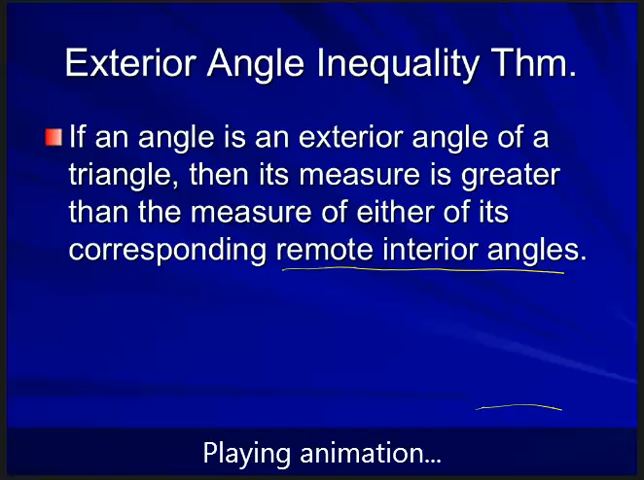 Exterior Angle Inequality Thm.
If an angle is an exterior angle of a
triangle, then its measure is greater
than the measure of either of its
corresponding remote interior angles.
Playing animation...